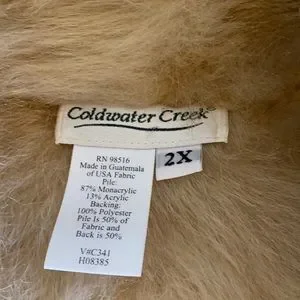 Coldwater Creek®
2X
RN 98516
Made in Guatemala
of USA Fabric
Pile:
87% Monacrylic
13% Acrylic
Backing:
100% Polyester
Pile Is 50% of
Fabric and
Back is 50%
V#C341
H08385